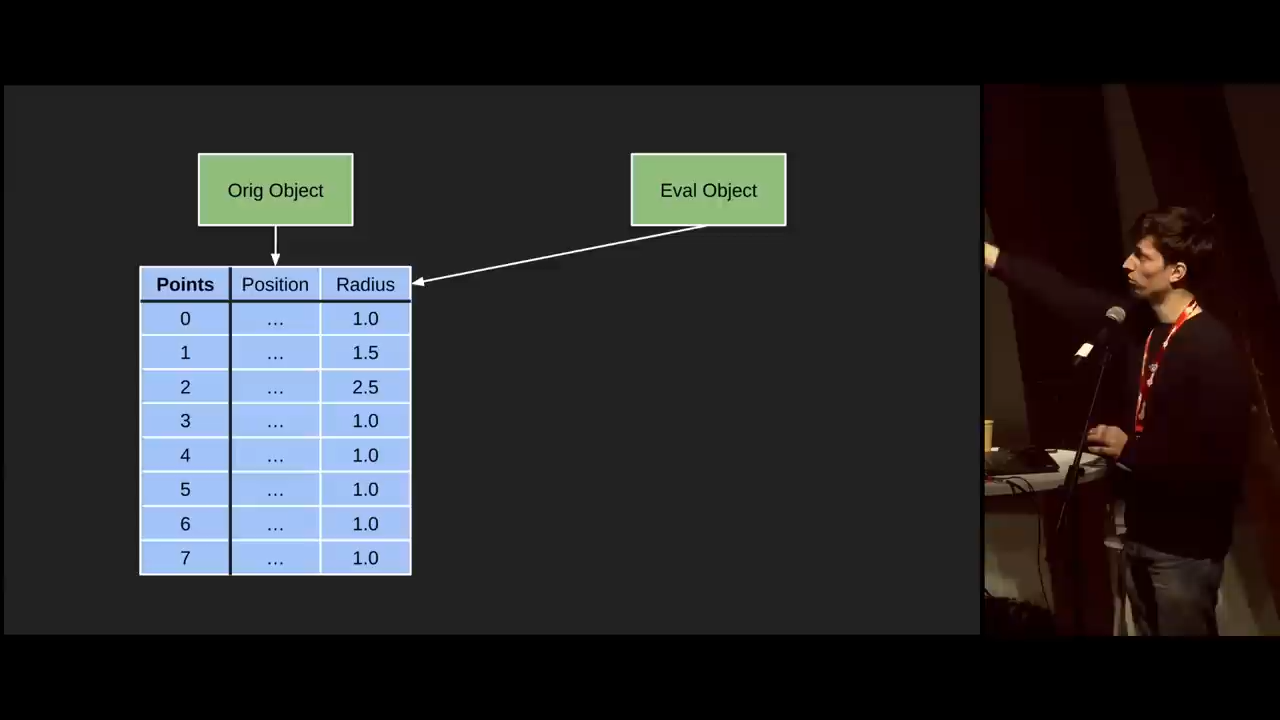 Orig Object
Eval Object
Points Position Radius
0 ... 1.0
1 ... 1.5
2 ... 2.5
3 ... 1.0
4 ... 1.0
5 ... 1.0
6 ... 1.0
7 ... 1.0